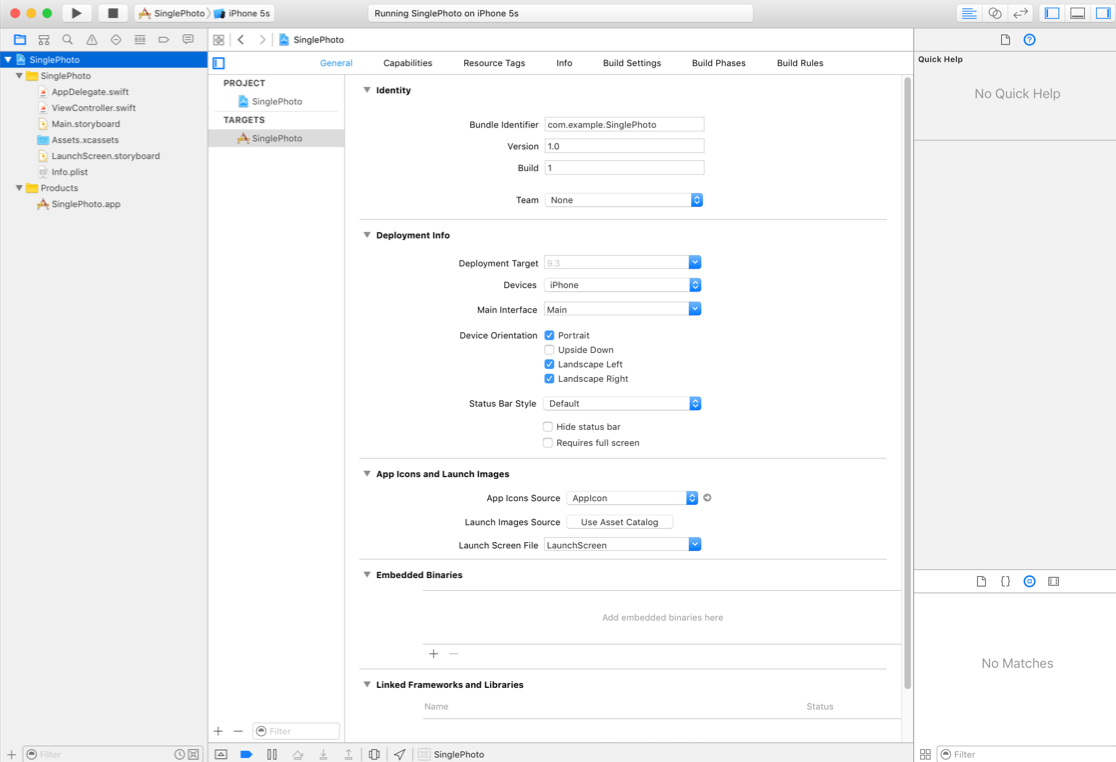 SinglePhoto iPhone 5s
Running SinglePhoto on iPhone 5s
SinglePhoto
SinglePhoto
AppDelegate.swift
ViewController.swift
Main.storyboard
Assets.xcassets
LaunchScreen.storyboard
Info.plist
Products
SinglePhoto.app
Filter
SinglePhoto
General Capabilities Resource Tags Info Build Settings Build Phases Build Rules
PROJECT
SinglePhoto
TARGETS
SinglePhoto
Filter
Identity
Bundle Identifier com.example.SinglePhoto
Version 1.0
Build 1
Team None
Deployment Info
Deployment Target 9.3
Devices iPhone
Main Interface Main
Device Orientation Portrait
Upside Down
Landscape Left
Landscape Right
Status Bar Style Default
Hide status bar
Requires full screen
App Icons and Launch Images
App Icons Source AppIcon
Launch Images Source Use Asset Catalog
Launch Screen File LaunchScreen
Embedded Binaries
Add embedded binaries here
Linked Frameworks and Libraries
Name Status
SinglePhoto
Quick Help
No Quick Help
No Matches
Filter